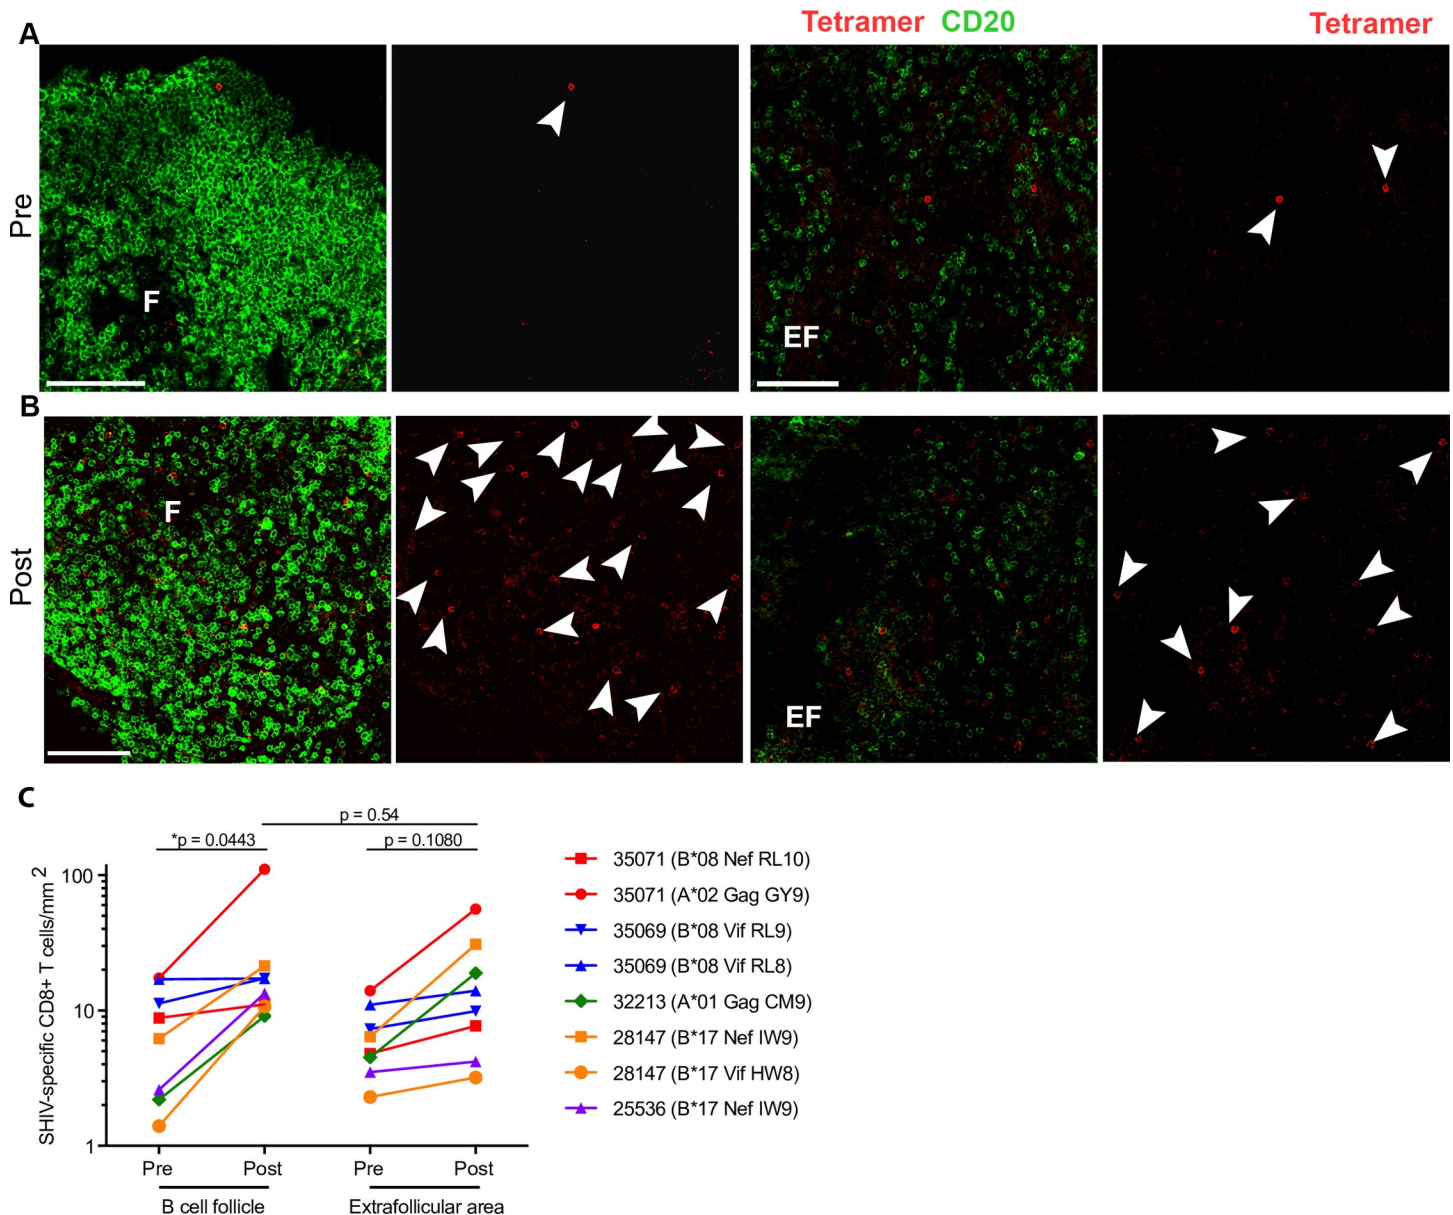 A
Tetramer CD20
Tetramer
Pre
F
EF
B
Post
F
EF
C
p = 0.54
*p = 0.0443
p = 0.1080
SHIV-specific CD8+ T cells/mm2
100
10
1
Pre
Post
Pre
Post
B cell follicle
Extrafollicular area
35071 (B*08 Nef RL10)
35071 (A*02 Gag GY9)
35069 (B*08 Vif RL9)
35069 (B*08 Vif RL8)
32213 (A*01 Gag CM9)
28147 (B*17 Nef IW9)
28147 (B*17 Vif HW8)
25536 (B*17 Nef IW9)